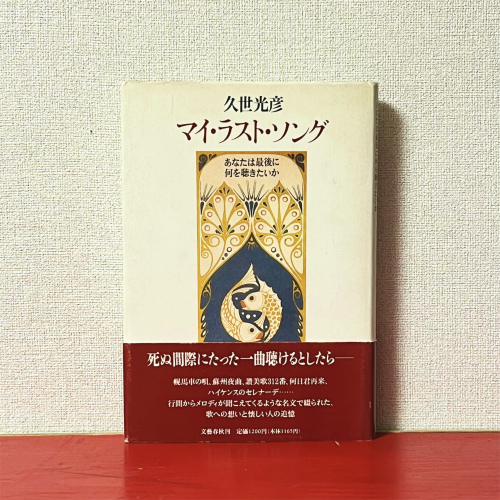 久世光彦
マイ・ラスト・ソング
あなたは最後に
何を聴きたいか
死ぬ間際にたった一曲聴けるとしたら──
幌馬車の唄、蘇州夜曲、讃美歌312番、何日君再来、
ハイケンスのセレナーデ……
行間からメロディが聞こえてくるような名文で綴られた、
歌への想いと懐しい人の追憶
文藝春秋刊 定価1200円(本体1165円)